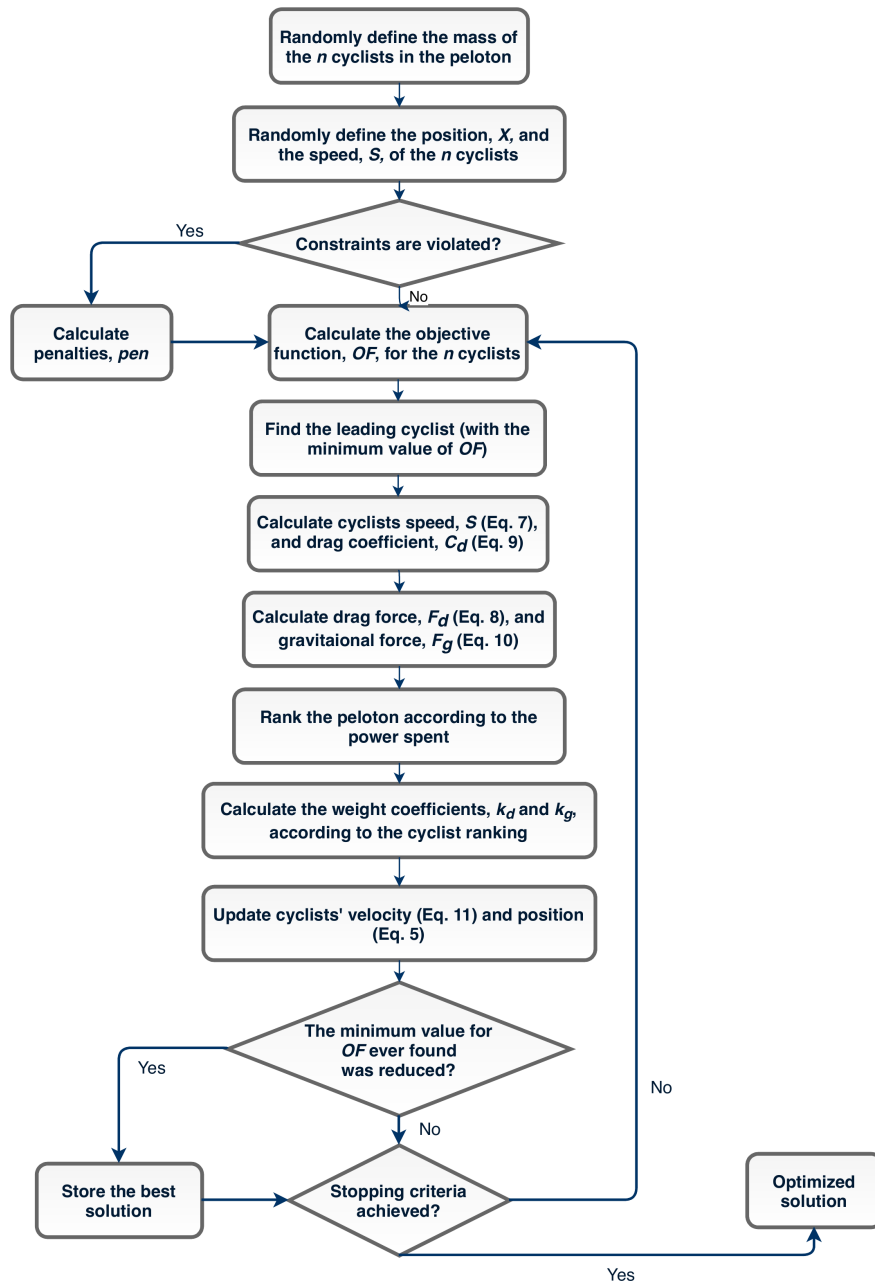 Randomly define the mass of
the n cyclists in the peloton
Randomly define the position, X, and
the speed, S, of the n cyclists
Yes
Constraints are violated?
No
Calculate
penalties, pen
Calculate the objective
function, OF, for the n cyclists
Find the leading cyclist (with the
minimum value of OF)
Calculate cyclists speed, S (Eq. 7),
and drag coefficient, Cd (Eq. 9)
Calculate drag force, Fd (Eq. 8), and
gravitaional force, Fg (Eq. 10)
Rank the peloton according to the
power spent
Calculate the weight coefficients, kd and kg,
according to the cyclist ranking
Update cyclists' velocity (Eq. 11) and position
(Eq. 5)
The minimum value for
OF ever found
was reduced?
Yes
No
No
Store the best
solution
Stopping criteria
achieved?
Optimized
solution
Yes